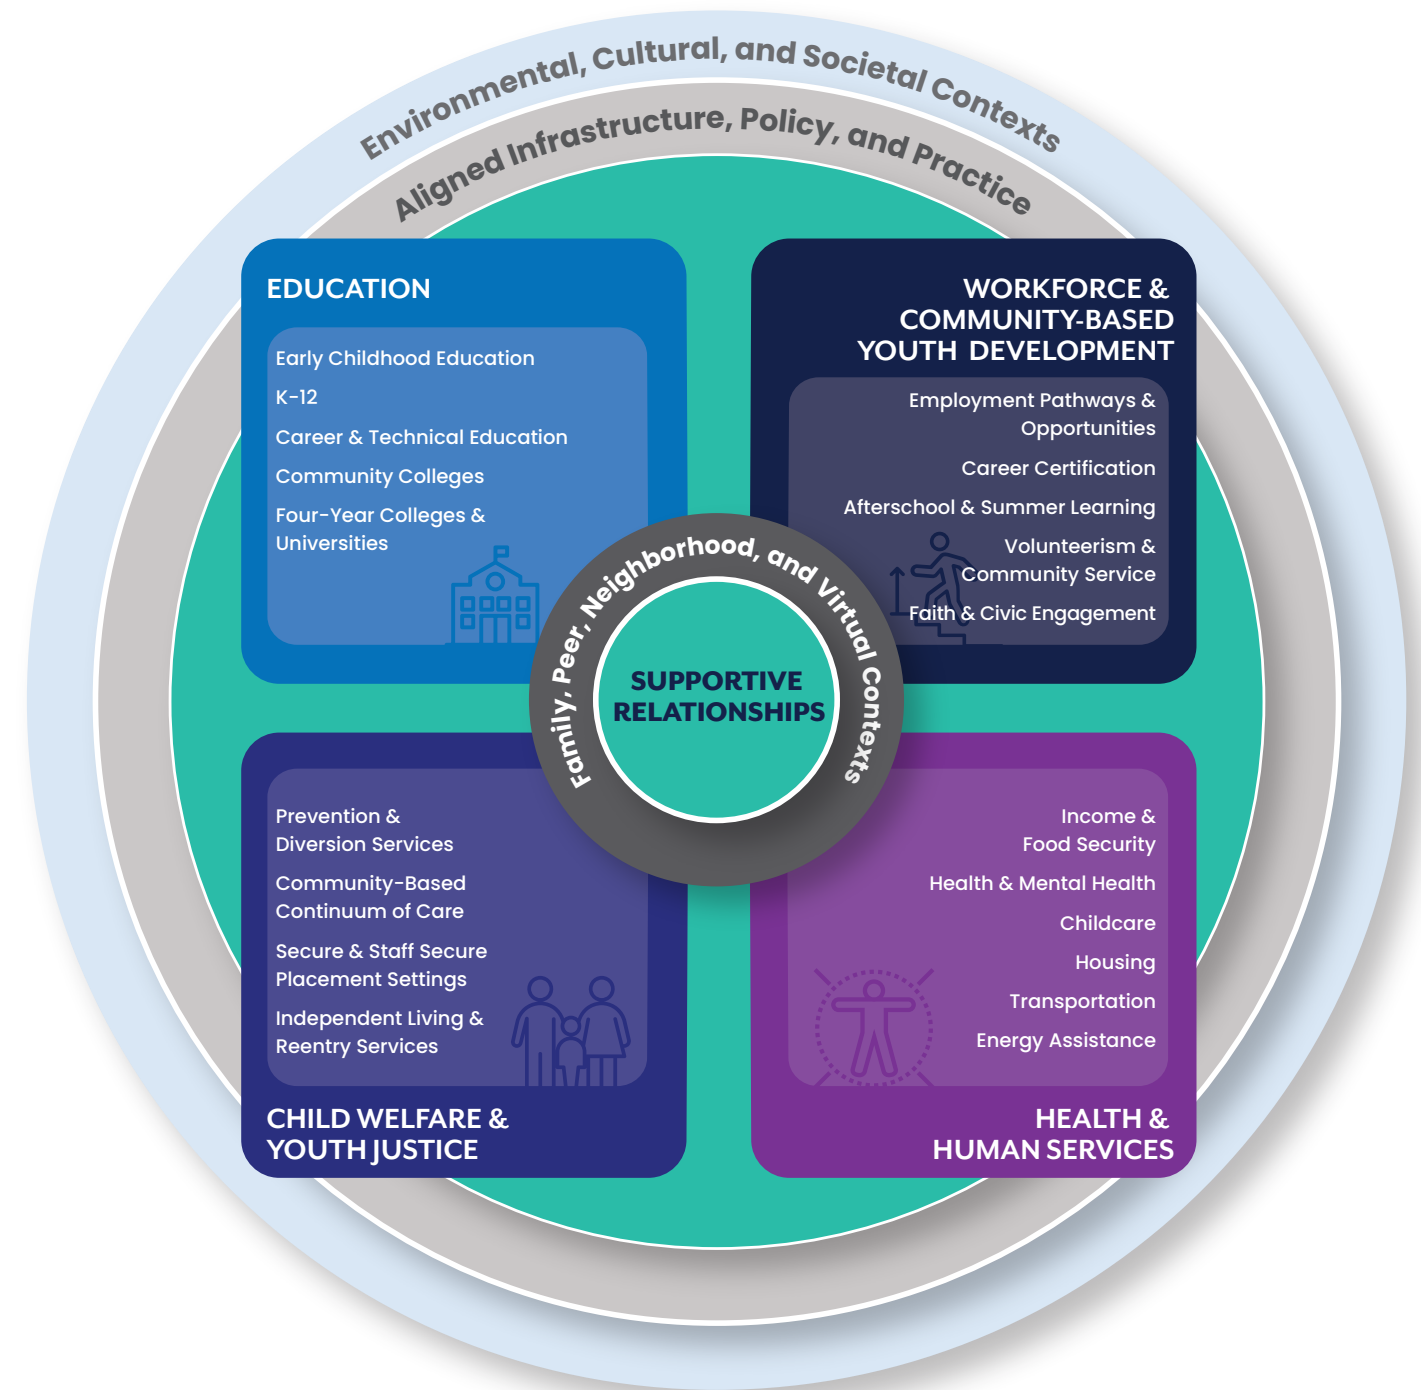 Environmental, Cultural, and Societal Contexts
Aligned Infrastructure, Policy, and Practice
EDUCATION
Early Childhood Education
K-12
Career & Technical Education
Community Colleges
Four-Year Colleges &
Universities
WORKFORCE &
COMMUNITY-BASED
YOUTH DEVELOPMENT
Employment Pathways &
Opportunities
Career Certification
Afterschool & Summer Learning
Volunteerism &
Community Service
Faith & Civic Engagement
Family, Peer, Neighborhood, and Virtual Contexts
SUPPORTIVE
RELATIONSHIPS
Prevention &
Diversion Services
Community-Based
Continuum of Care
Secure & Staff Secure
Placement Settings
Independent Living &
Reentry Services
CHILD WELFARE &
YOUTH JUSTICE
Income &
Food Security
Health & Mental Health
Childcare
Housing
Transportation
Energy Assistance
HEALTH &
HUMAN SERVICES